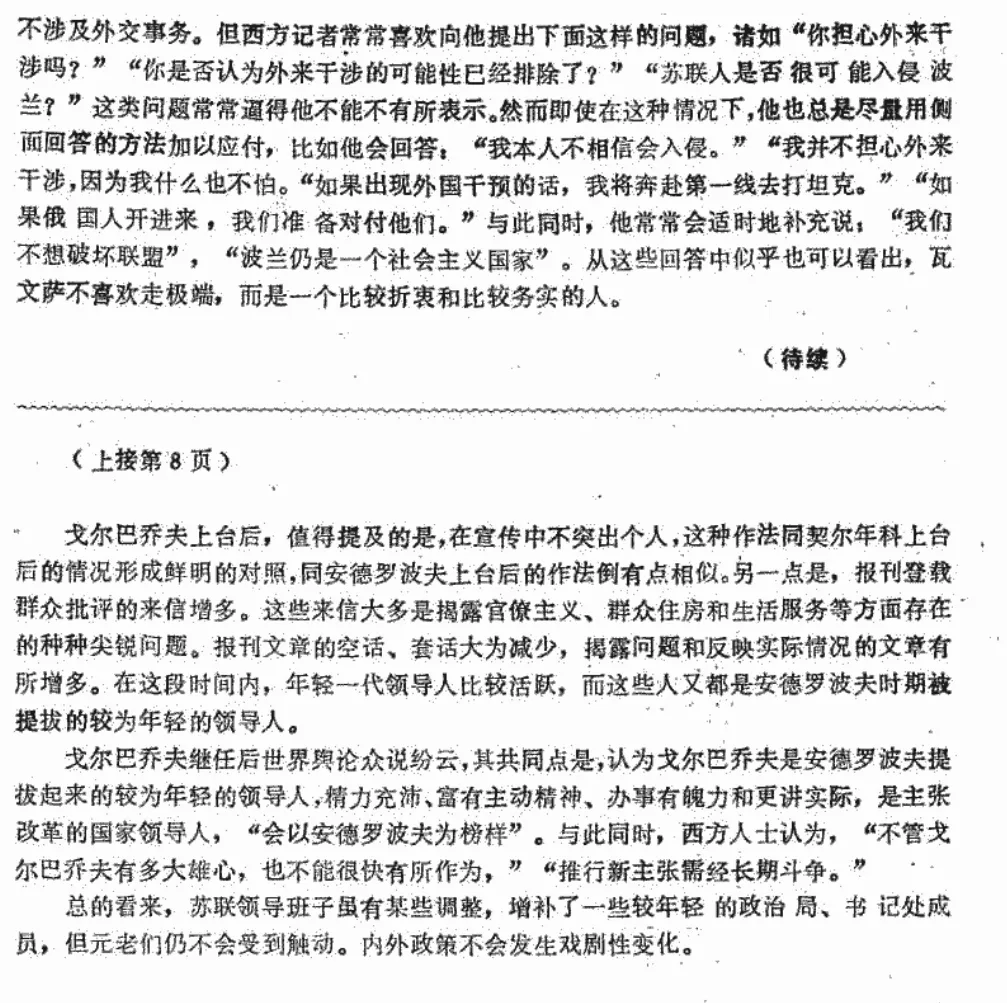 不涉及外交事务。但西方记者常常喜欢向他提出下面这样的问题，诸如“你担心外来干
涉吗？”“你是否认为外来干涉的可能性已经排除了？”“苏联人是否很可能入侵波
兰？”这类问题常常逼得他不能不有所表示。然而即使在这种情况下，他也总是尽量用侧
面回答的方法加以应付，比如他会回答：“我本人不相信会入侵。”“我并不担心外来
干涉，因为我什么也不怕。“如果出现外国干预的话，我将奔赴第一线去打坦克。”“如
果俄国人开进来，我们准备对付他们。”与此同时，他常常会适时地补充说：“我们
不想破坏联盟”，“波兰仍是一个社会主义国家”。从这些回答中似乎也可以看出，瓦
文萨不喜欢走极端，而是一个比较折衷和比较务实的人。
（待续）
（上接第8页）
戈尔巴乔夫上台后，值得提及的是，在宣传中不突出个人，这种作法同契尔年科上台
后的情况形成鲜明的对照，同安德罗波夫上台后的作法倒有点相似。另一点是，报刊登载
群众批评的来信增多。这些来信大多是揭露官僚主义、群众住房和生活服务等方面存在
的种种尖锐问题。报刊文章的空话、套话大为减少，揭露问题和反映实际情况的文章有
所增多。在这段时间内，年轻一代领导人比较活跃，而这些人又都是安德罗波夫时期被
提拔的较为年轻的领导人。
戈尔巴乔夫继任后世界舆论众说纷云，其共同点是，认为戈尔巴乔夫是安德罗波夫提
拔起来的较为年轻的领导人，精力充沛、富有主动精神、办事有魄力和更讲实际，是主张
改革的国家领导人，“会以安德罗波夫为榜样”。与此同时，西方人士认为，“不管戈
尔巴乔夫有多大雄心，也不能很快有所作为，”“推行新主张需经长期斗争。”
总的看来，苏联领导班子虽有某些调整，增补了一些较年轻的政治局、书记处成
员，但元老们仍不会受到触动。内外政策不会发生戏剧性变化。